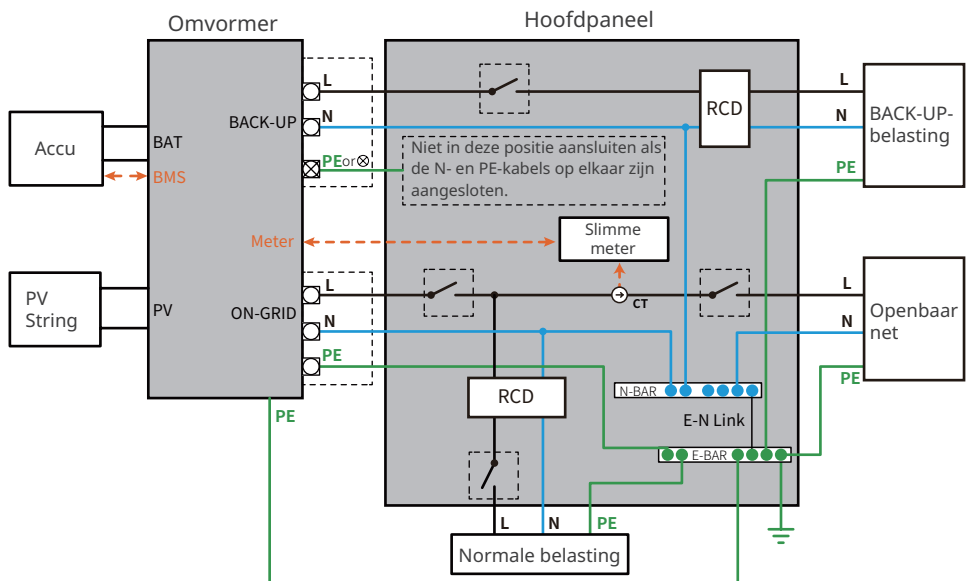 Omvormer
Hoofdpaneel
L
N
BACK-UP
PEor
Accu
BAT
BMS
Niet in deze positie aansluiten als
de N- en PE-kabels op elkaar zijn
aangesloten.
RCD
L
N
PE
BACK-UP-
belasting
Meter
Slimme
meter
PV
String
PV
L
ON-GRID
N
PE
CT
L
N
PE
Openbaar
net
RCD
N-BAR
E-N Link
E-BAR
PE
L
N
PE
Normale belasting